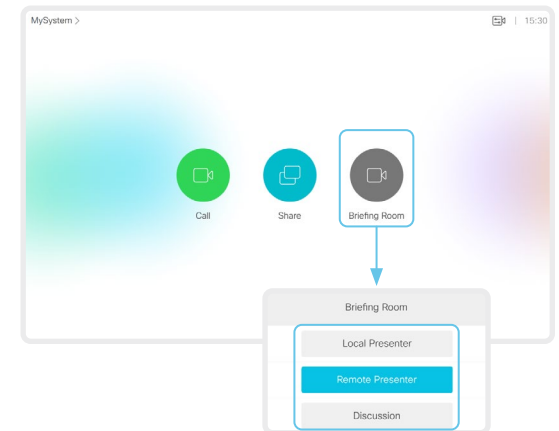 MySystem >
15:30
Call
Share
Briefing Room
Briefing Room
Local Presenter
Remote Presenter
Discussion